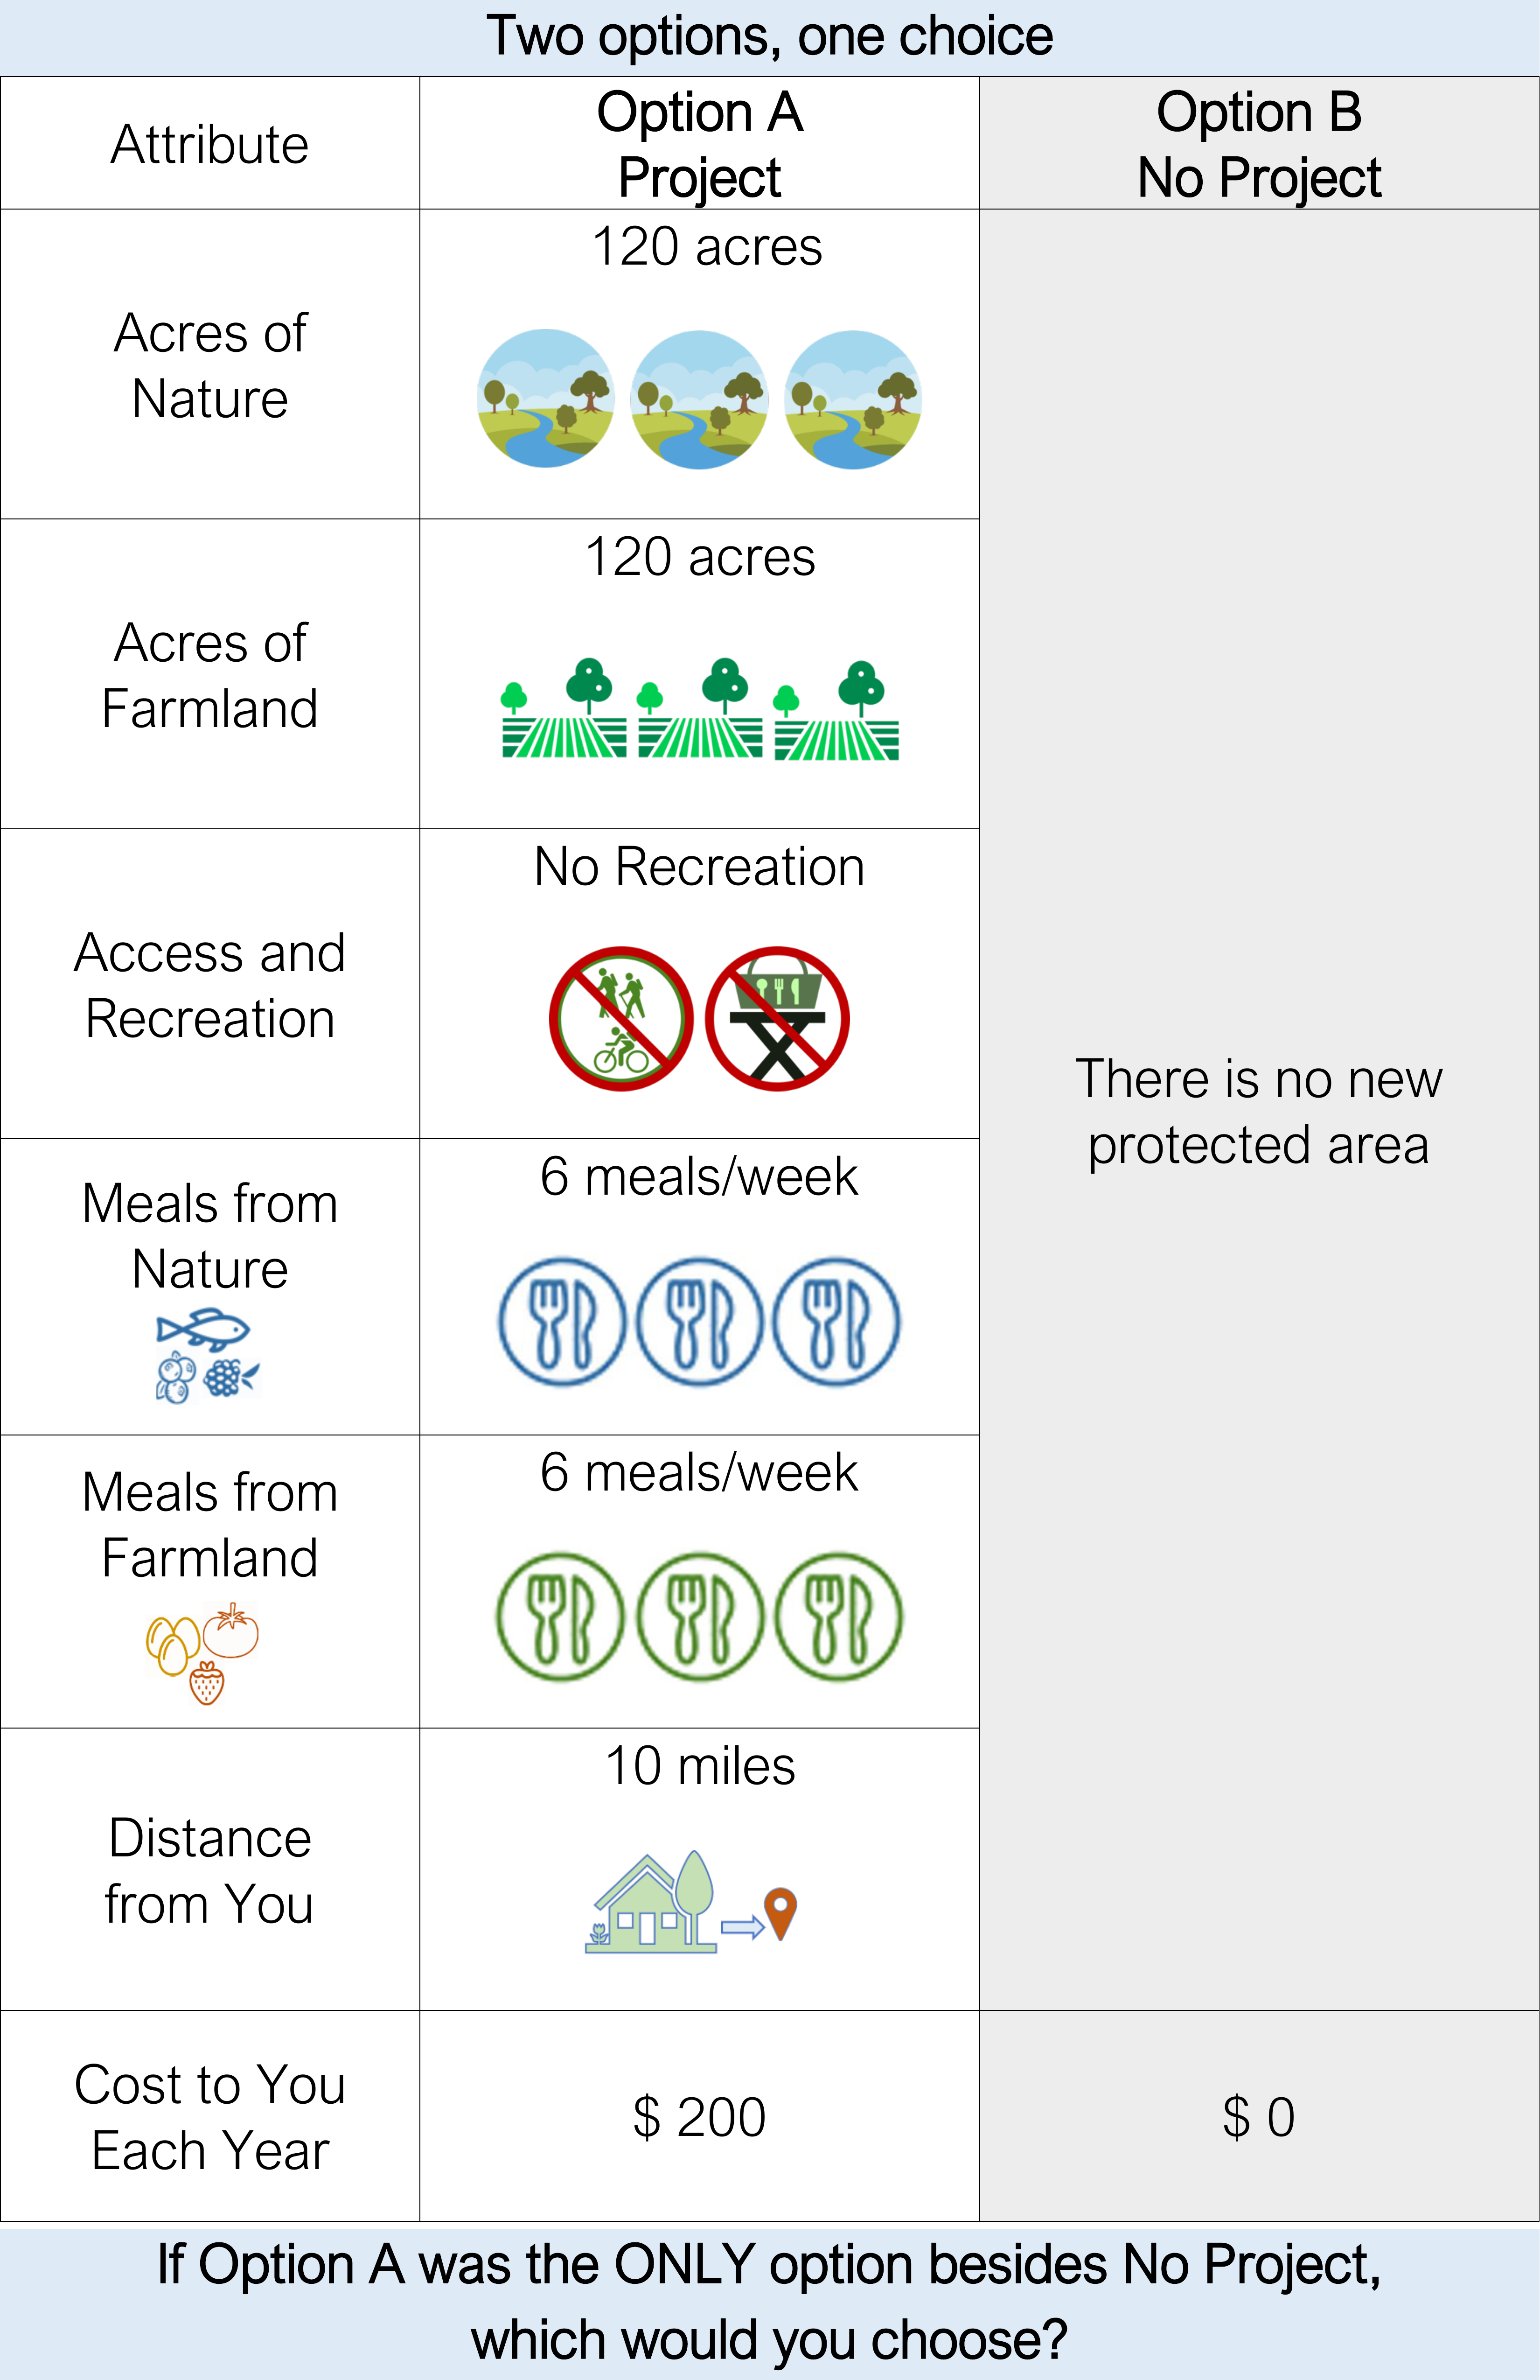 Two options, one choice
Attribute
Option A
Project
Option B
No Project
Acres of
Nature
120 acres
Acres of
Farmland
120 acres
Access and
Recreation
No Recreation
Meals from
Nature
6 meals/week
Meals from
Farmland
6 meals/week
Distance
from You
10 miles
There is no new
protected area
Cost to You
Each Year
$ 200
$ 0
If Option A was the ONLY option besides No Project,
which would you choose?